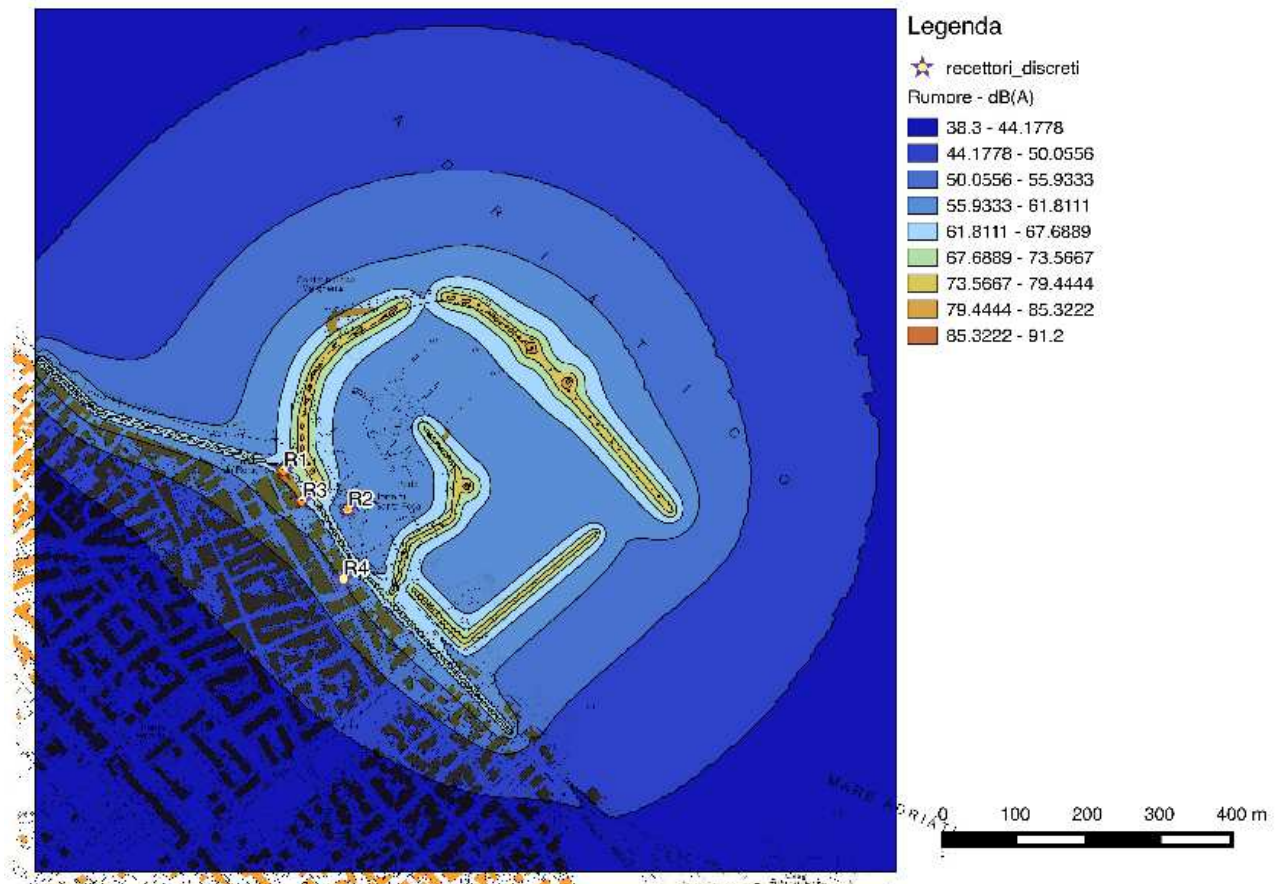 Legenda
recettori_discreti
Rumore - dB(A)
38.3 - 44.1778
44.1778 - 50.0556
50.0556 - 55.9333
55.9333 - 61.8111
61.8111 - 67.6889
67.6889 - 73.5667
73.5667 - 79.4444
79.4444 - 85.3222
85.3222 - 91.2
R1
R3
R2
R4
A
D
R
I
A
T
I
C
O
MARE ADRIATI
0 100 200 300 400 m